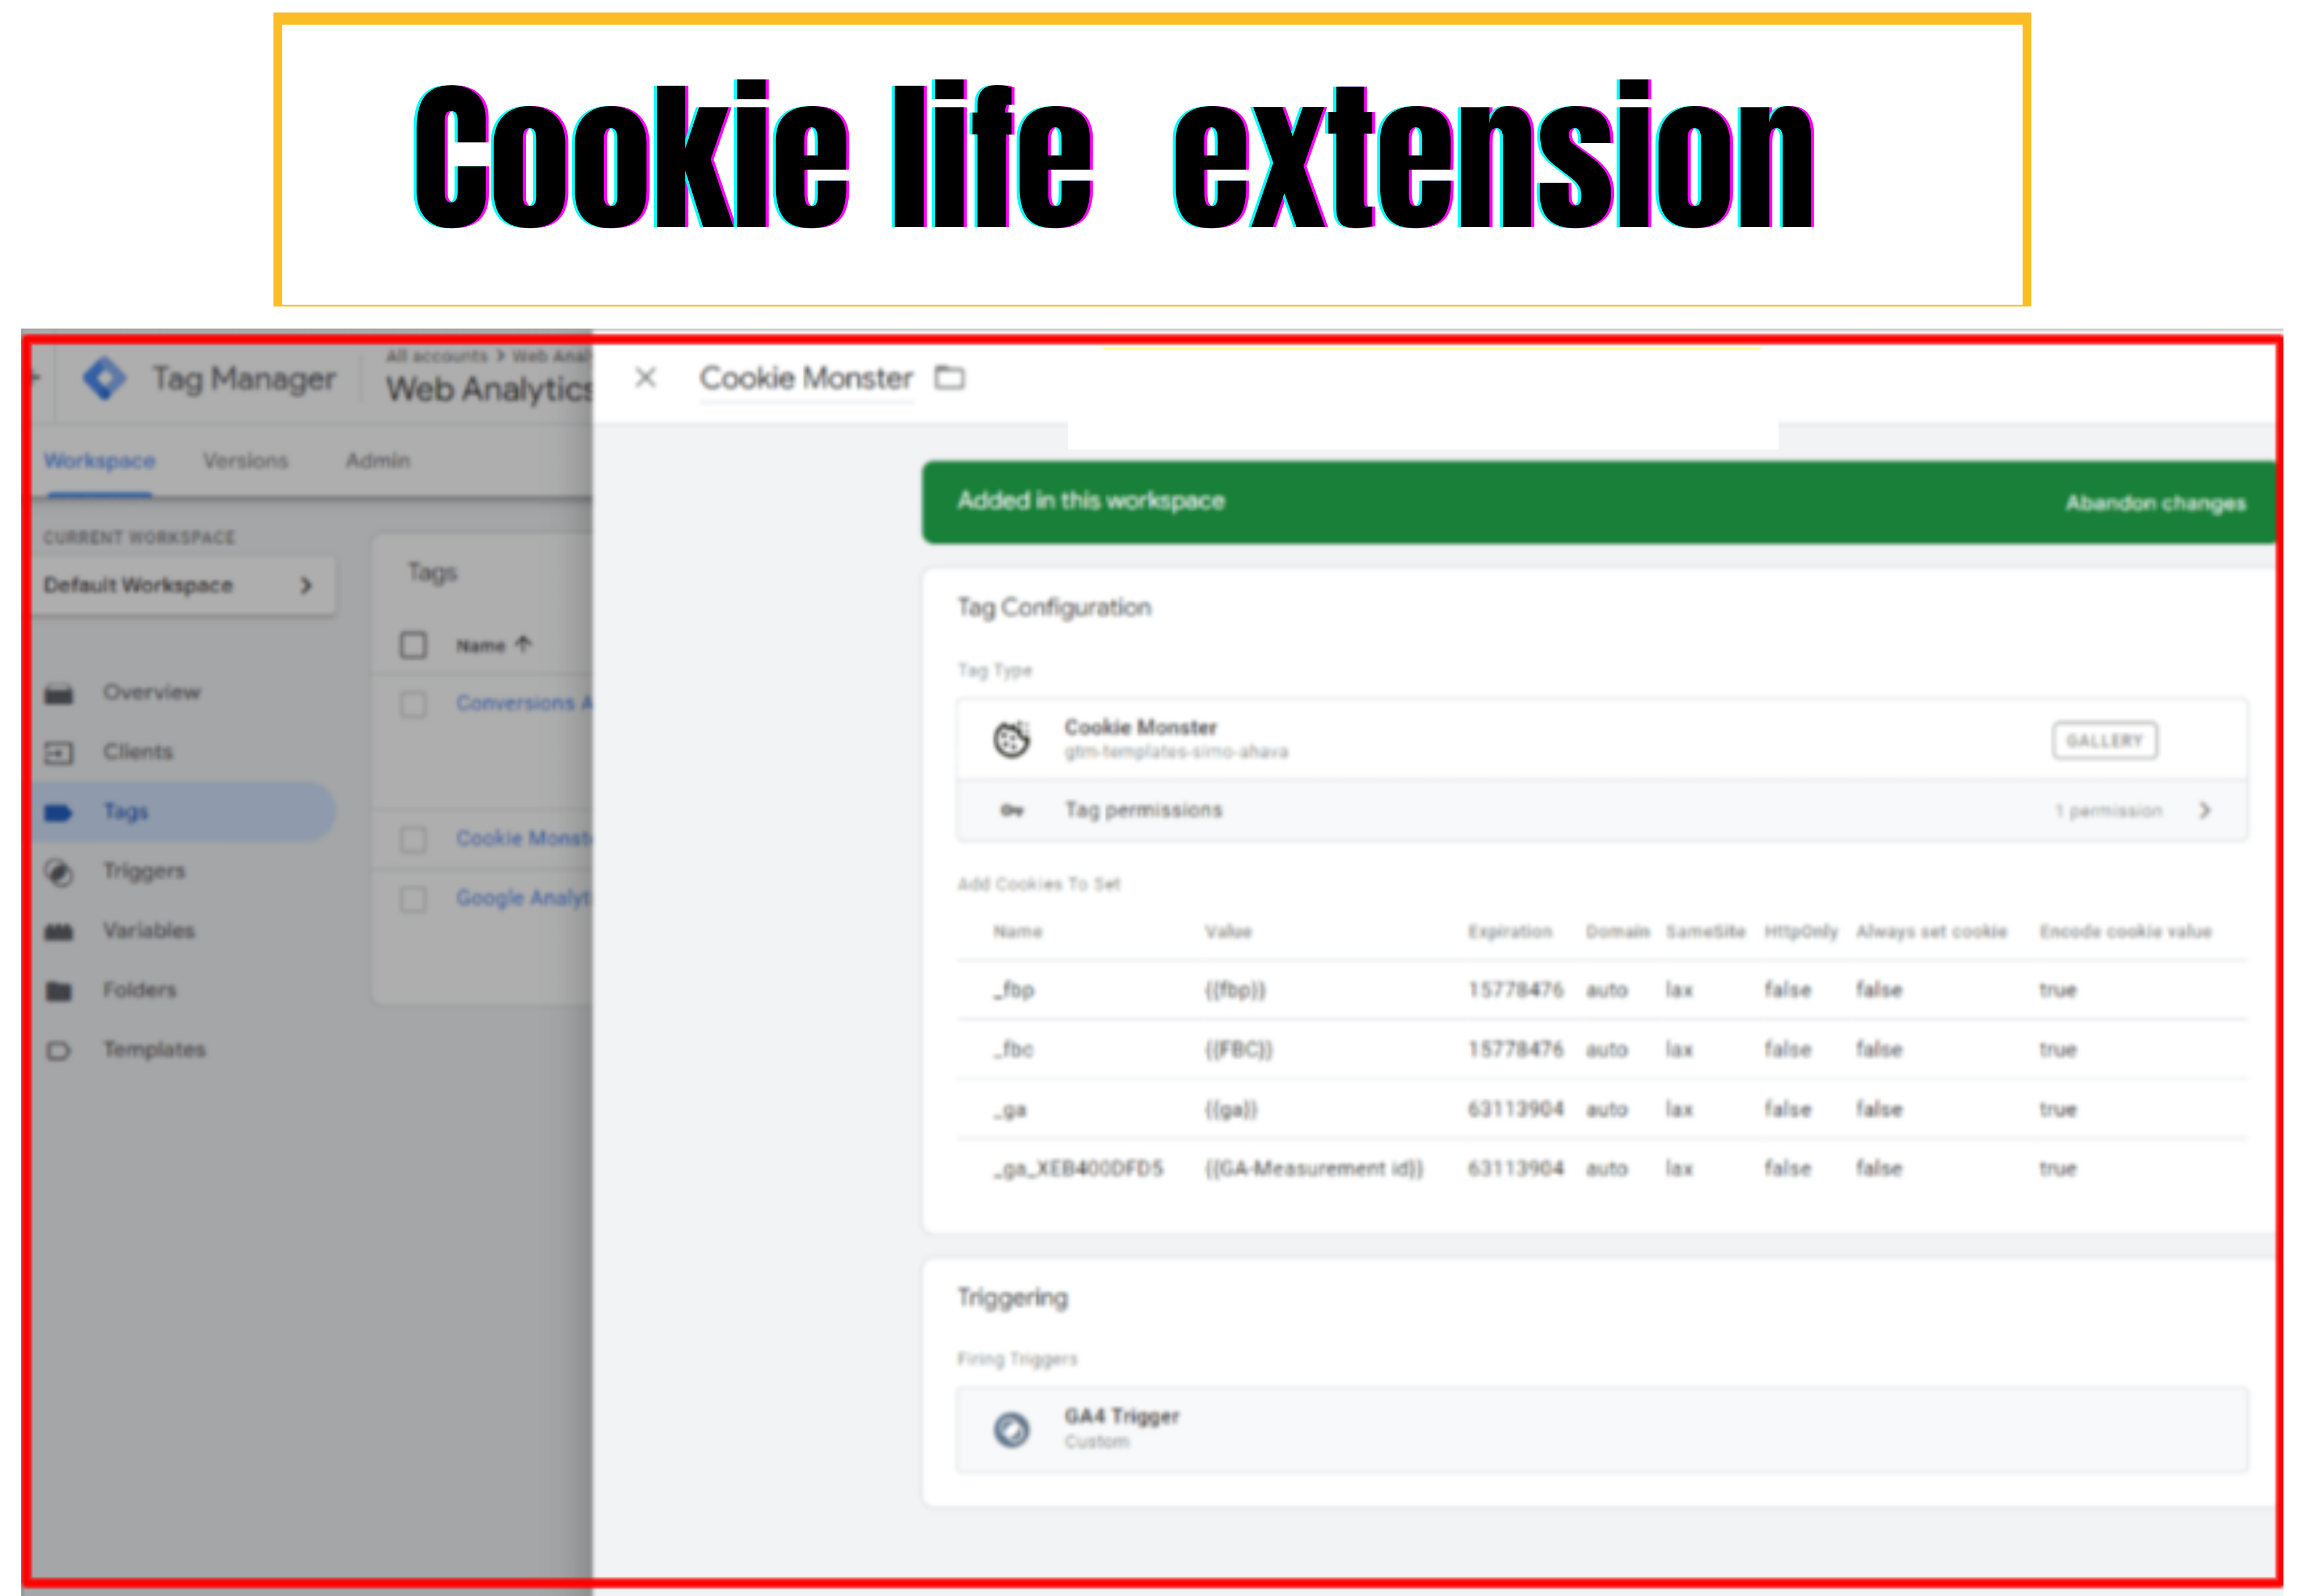 Cookie life extension
Tag Manager
All accounts > Web Anal
Web Analytics
Cookie Monster
Workspace Versions Admin
Added in this workspace Abandon changes
CURRENT WORKSPACE
Default Workspace
Tags
Name
Conversions A
Cookie Monst
Google Analyt
Overview
Clients
Tags
Triggers
Variables
Folders
Templates
Tag Configuration
Tag Type
Cookie Monster
gtm-templates-simo-ahava
GALLERY
Tag permissions 1 permission
Add Cookies To Set
Name Value Expiration Domain SameSite HttpOnly Always set cookie Encode cookie value
_fbp {{fbp}} 15778476 auto lax false false true
_fbc {{FBC}} 15778476 auto lax false false true
_ga {{ga}} 63113904 auto lax false false true
_ga_XEB400DFD5 {{GA-Measurement id}} 63113904 auto lax false false true
Triggering
Firing Triggers
GA4 Trigger
Custom